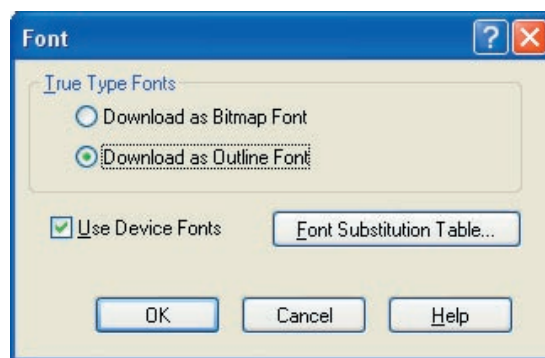 Font
True Type Fonts
Download as Bitmap Font
Download as Outline Font
Use Device Fonts
Font Substitution Table...
OK
Cancel
Help